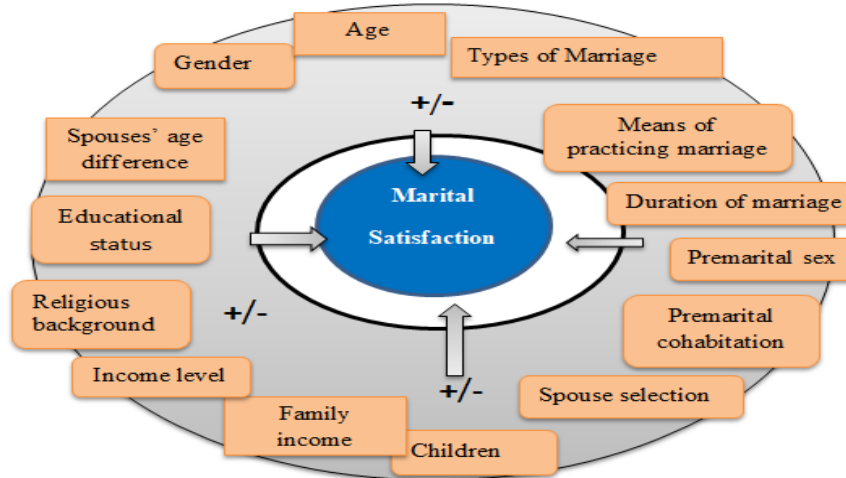 Age
Gender
Types of Marriage
+/-
Means of
practicing marriage
Spouses’ age
difference
Marital
Satisfaction
Duration of marriage
Educational
status
Premarital sex
Religious
background
+/-
Premarital
cohabitation
Income level
+/-
Spouse selection
Family
income
Children